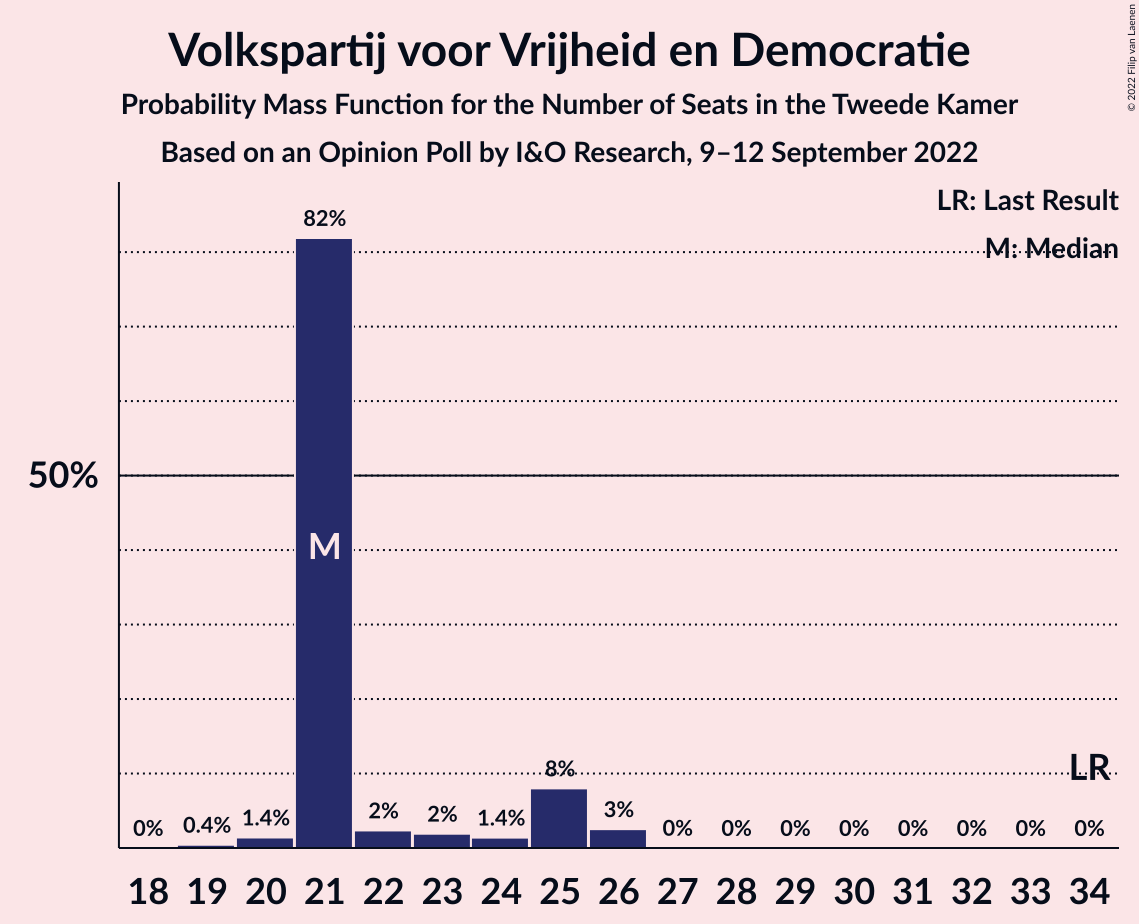 Volkspartij voor Vrijheid en Democratie
Probability Mass Function for the Number of Seats in the Tweede Kamer
Based on an Opinion Poll by I&O Research, 9–12 September 2022
© 2022 Filip van Laenen
LR: Last Result
M: Median
82%
50%
M
LR
0% 0.4% 1.4% 2% 2% 1.4% 8% 3% 0% 0% 0% 0% 0% 0% 0% 0%
18 19 20 21 22 23 24 25 26 27 28 29 30 31 32 33 34